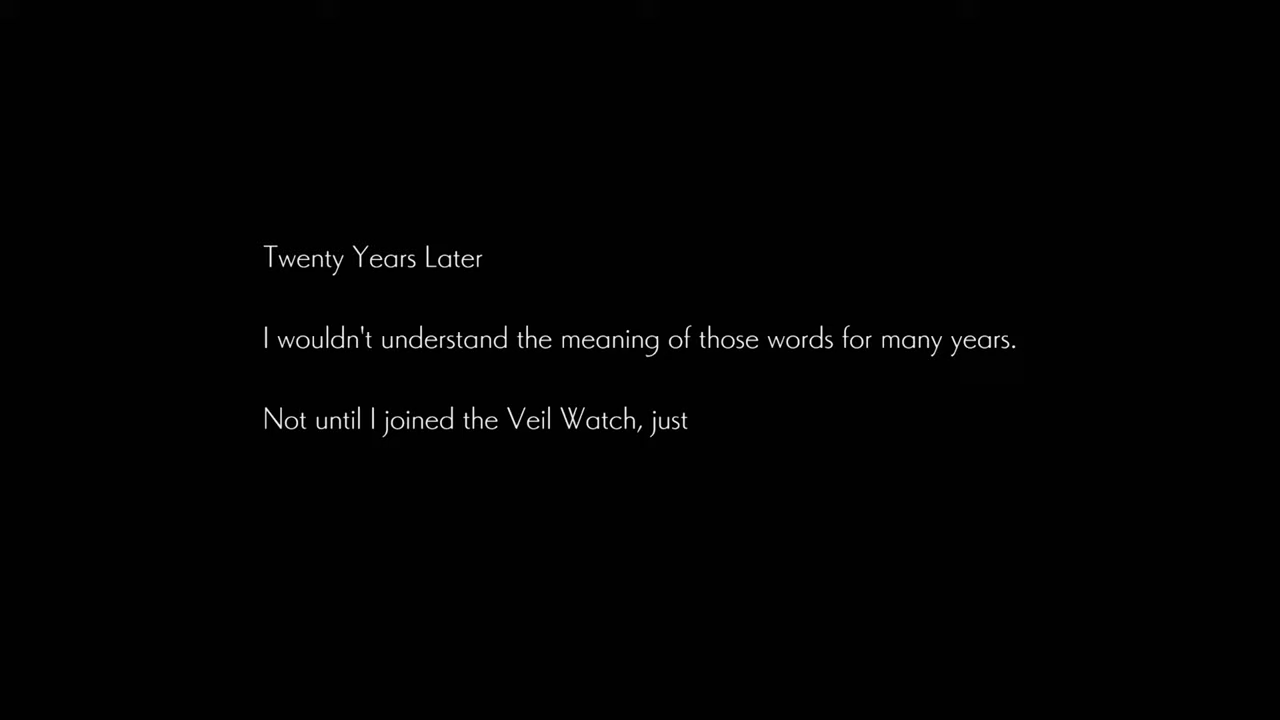 Twenty Years Later
I wouldn't understand the meaning of those words for many years.
Not until I joined the Veil Watch, just